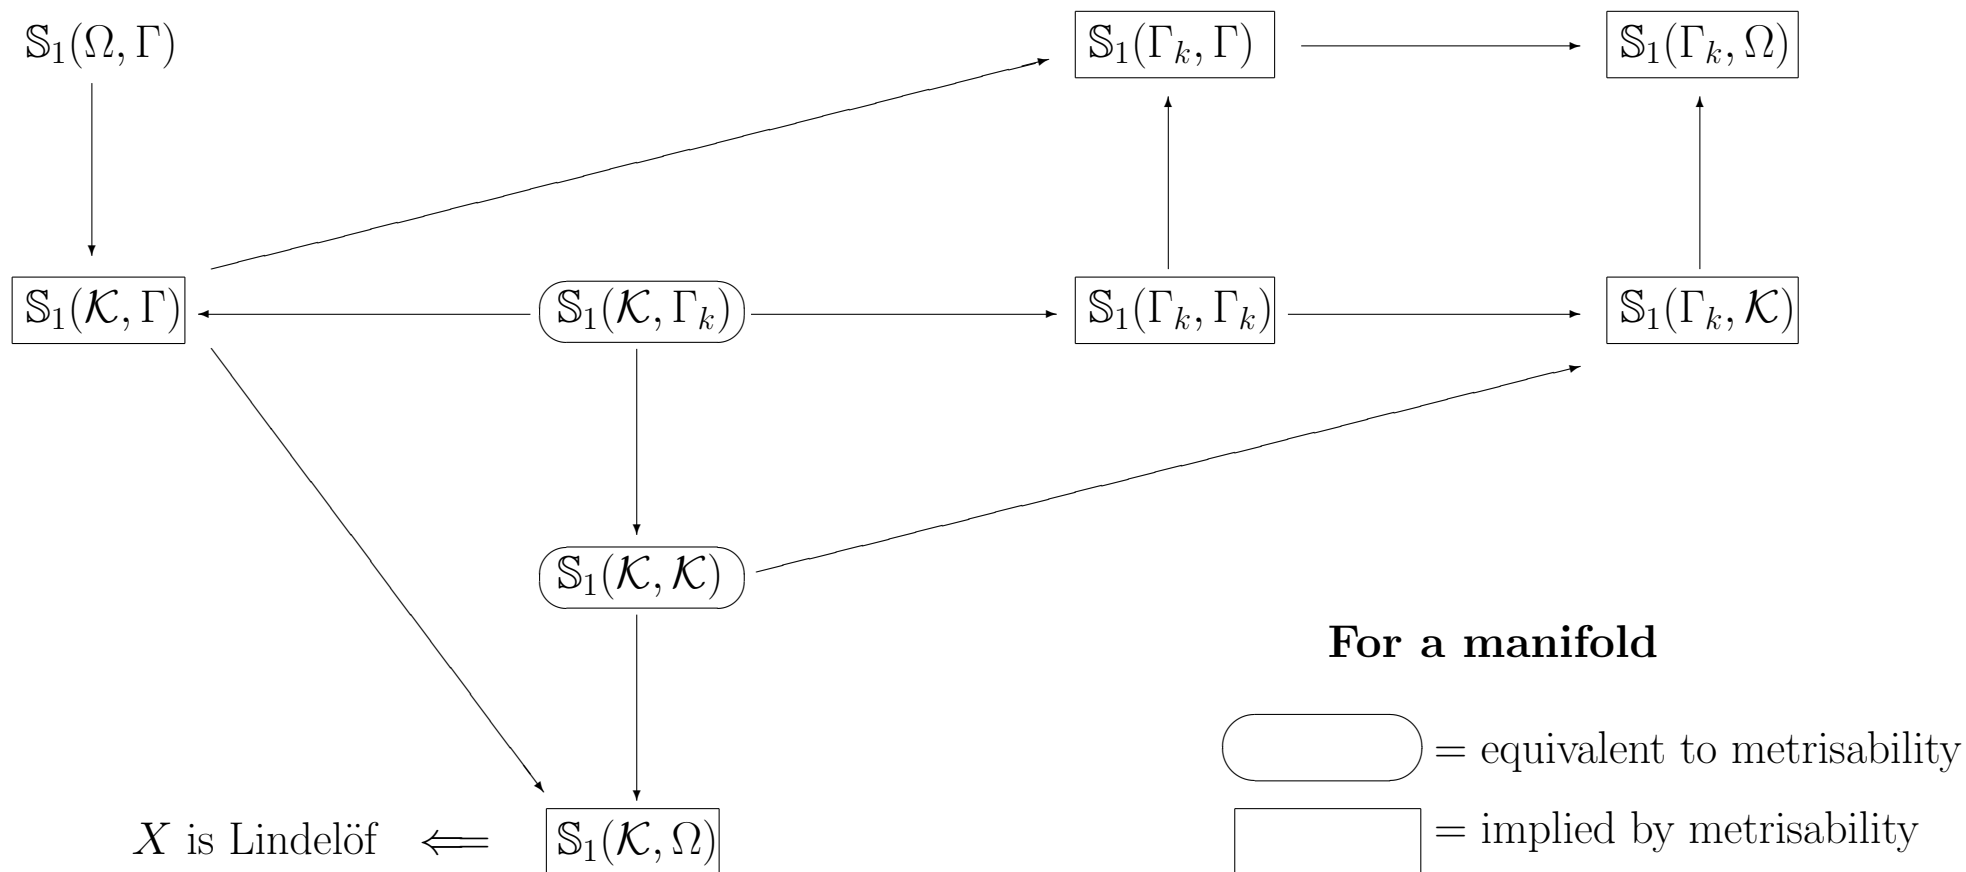 𝕊₁(Ω, Γ)
𝕊₁(Γₖ, Γ)
𝕊₁(Γₖ, Ω)
𝕊₁(𝒦, Γ)
𝕊₁(𝒦, Γₖ)
𝕊₁(Γₖ, Γₖ)
𝕊₁(Γₖ, 𝒦)
𝕊₁(𝒦, 𝒦)
For a manifold
= equivalent to metrisability
X is Lindelöf ⟸ 𝕊₁(𝒦, Ω)
= implied by metrisability